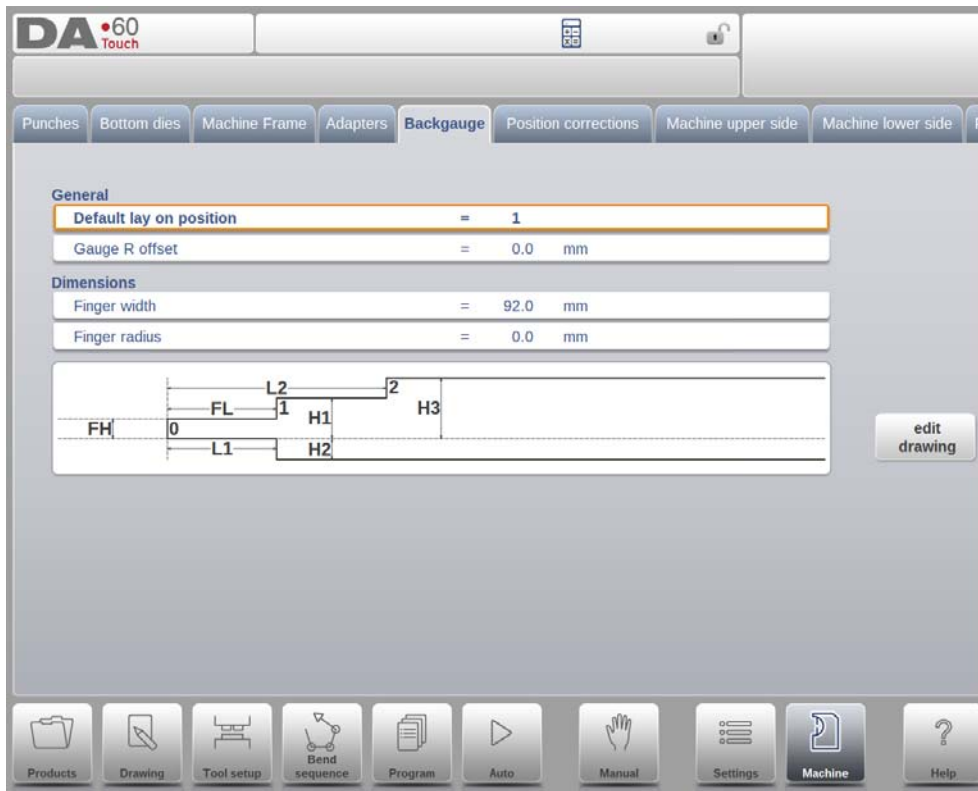 DA•60
Touch
Punches Bottom dies Machine Frame Adapters Backgauge Position corrections Machine upper side Machine lower side
General
Default lay on position = 1
Gauge R offset = 0.0 mm
Dimensions
Finger width = 92.0 mm
Finger radius = 0.0 mm
L2 2
FL 1 H1 H3
FH 0
L1 H2
edit
drawing
Products Drawing Tool setup Bend sequence Program Auto Manual Settings Machine Help